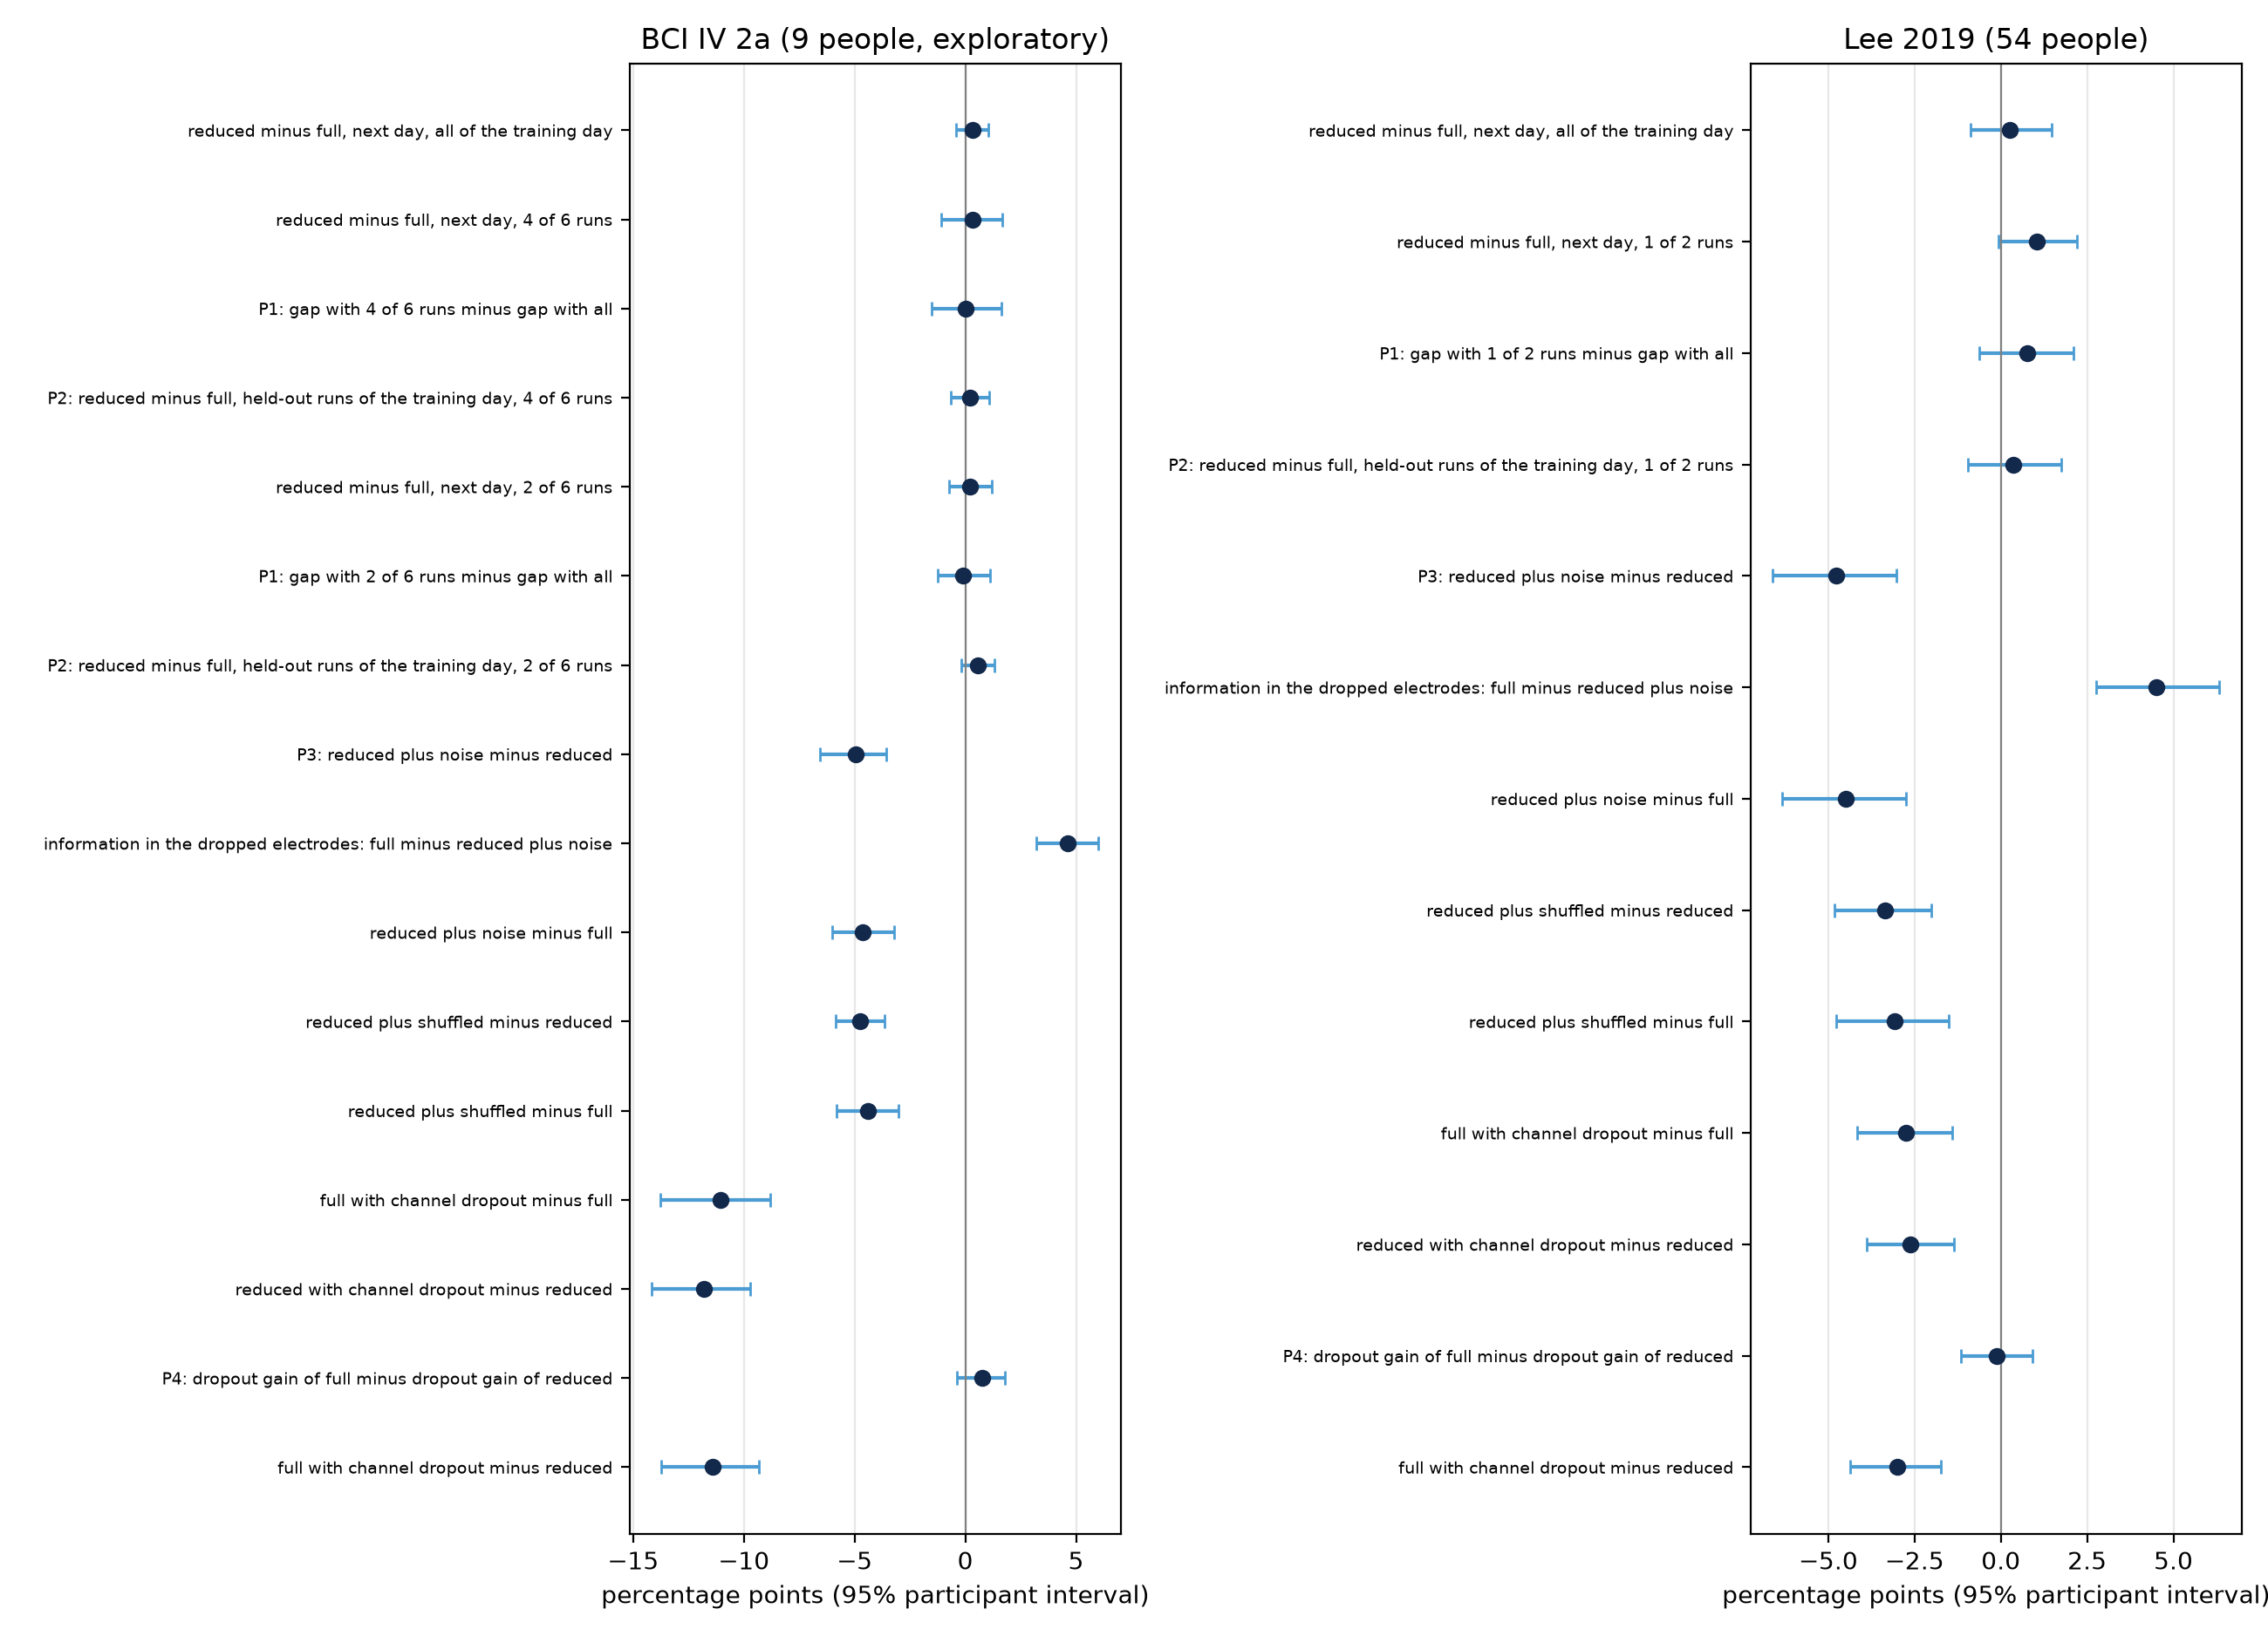 BCI IV 2a (9 people, exploratory)
reduced minus full, next day, all of the training day
reduced minus full, next day, 4 of 6 runs
P1: gap with 4 of 6 runs minus gap with all
P2: reduced minus full, held-out runs of the training day, 4 of 6 runs
reduced minus full, next day, 2 of 6 runs
P1: gap with 2 of 6 runs minus gap with all
P2: reduced minus full, held-out runs of the training day, 2 of 6 runs
P3: reduced plus noise minus reduced
information in the dropped electrodes: full minus reduced plus noise
reduced plus noise minus full
reduced plus shuffled minus reduced
reduced plus shuffled minus full
full with channel dropout minus full
reduced with channel dropout minus reduced
P4: dropout gain of full minus dropout gain of reduced
full with channel dropout minus reduced
−15 −10 −5 0 5
percentage points (95% participant interval)
Lee 2019 (54 people)
reduced minus full, next day, all of the training day
reduced minus full, next day, 1 of 2 runs
P1: gap with 1 of 2 runs minus gap with all
P2: reduced minus full, held-out runs of the training day, 1 of 2 runs
P3: reduced plus noise minus reduced
information in the dropped electrodes: full minus reduced plus noise
reduced plus noise minus full
reduced plus shuffled minus reduced
reduced plus shuffled minus full
full with channel dropout minus full
reduced with channel dropout minus reduced
P4: dropout gain of full minus dropout gain of reduced
full with channel dropout minus reduced
−5.0 −2.5 0.0 2.5 5.0
percentage points (95% participant interval)